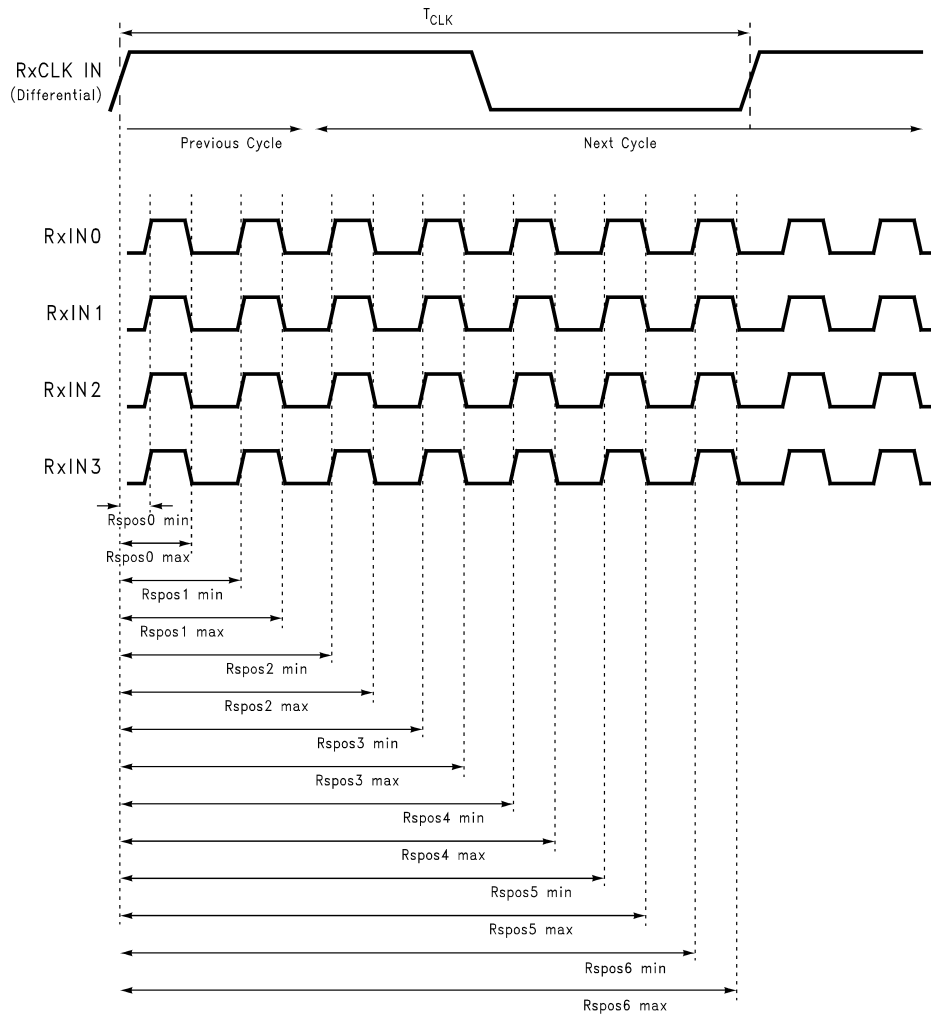 T_CLK
RxCLK IN
(Differential)
Previous Cycle
Next Cycle
RxIN0
RxIN1
RxIN2
RxIN3
Rspos0 min
Rspos0 max
Rspos1 min
Rspos1 max
Rspos2 min
Rspos2 max
Rspos3 min
Rspos3 max
Rspos4 min
Rspos4 max
Rspos5 min
Rspos5 max
Rspos6 min
Rspos6 max